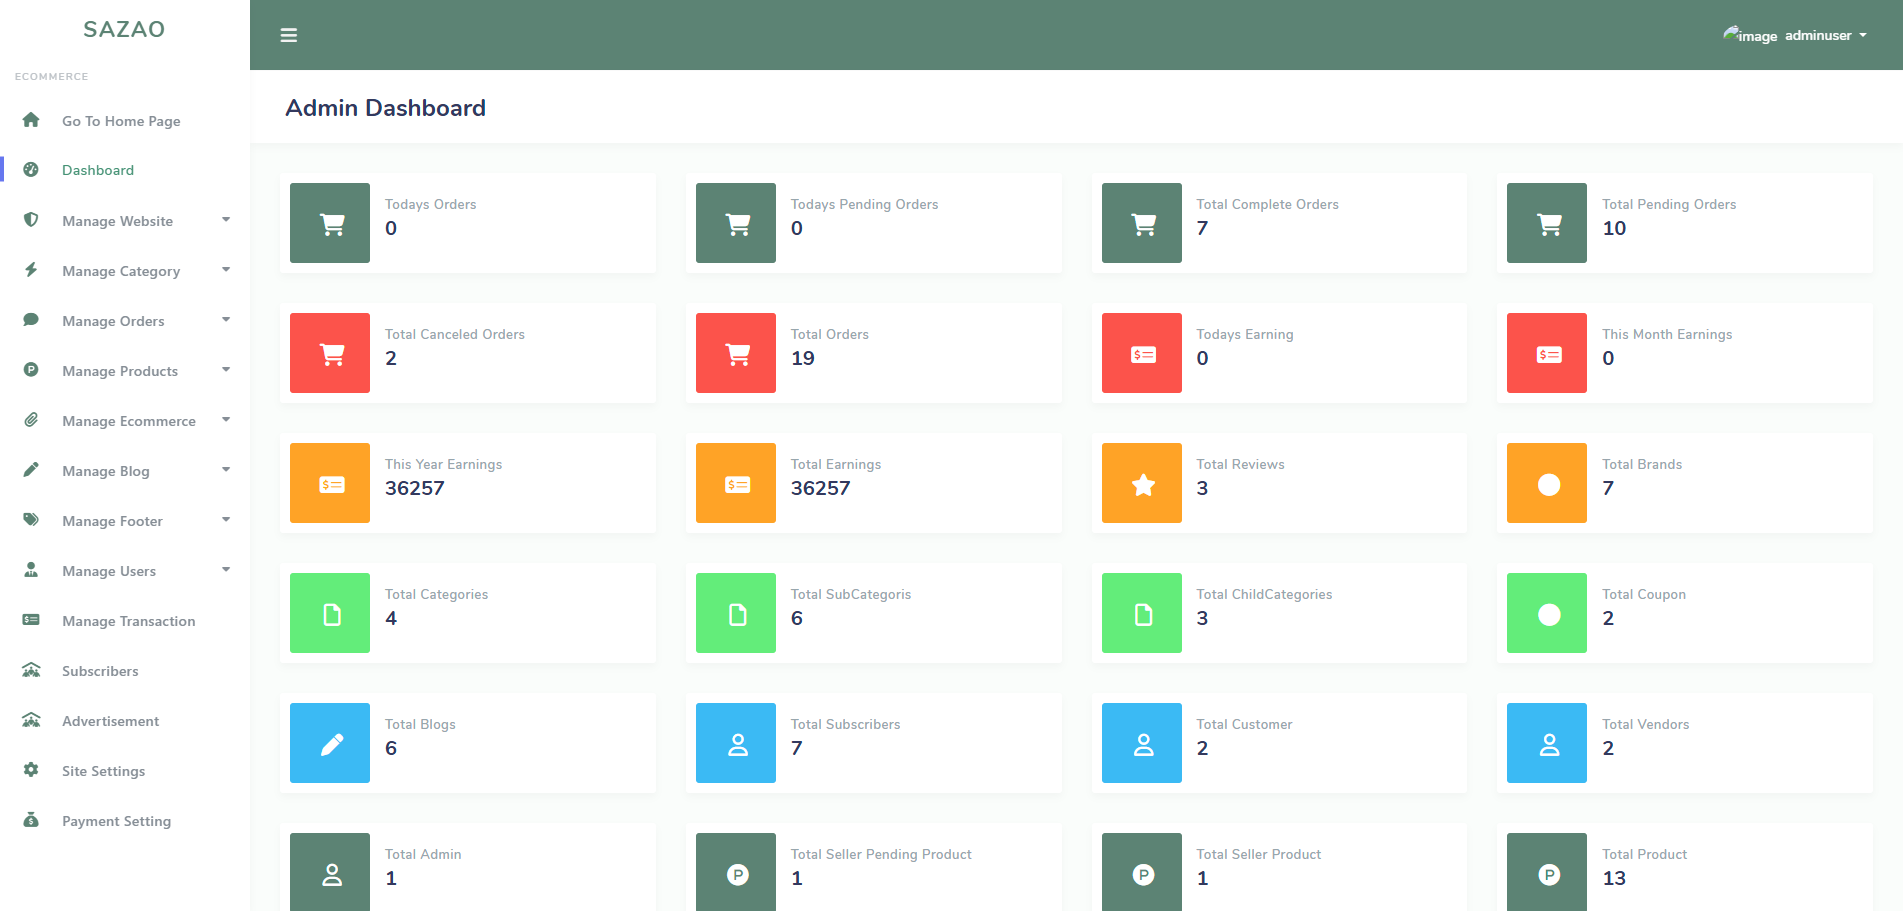 SAZAO
ECOMMERCE
Go To Home Page
Dashboard
Manage Website
Manage Category
Manage Orders
Manage Products
Manage Ecommerce
Manage Blog
Manage Footer
Manage Users
Manage Transaction
Subscribers
Advertisement
Site Settings
Payment Setting
image adminuser
Admin Dashboard
Todays Orders
0
Todays Pending Orders
0
Total Complete Orders
7
Total Pending Orders
10
Total Canceled Orders
2
Total Orders
19
Todays Earning
0
This Month Earnings
0
This Year Earnings
36257
Total Earnings
36257
Total Reviews
3
Total Brands
7
Total Categories
4
Total SubCategoris
6
Total ChildCategories
3
Total Coupon
2
Total Blogs
6
Total Subscribers
7
Total Customer
2
Total Vendors
2
Total Admin
1
Total Seller Pending Product
1
Total Seller Product
1
Total Product
13